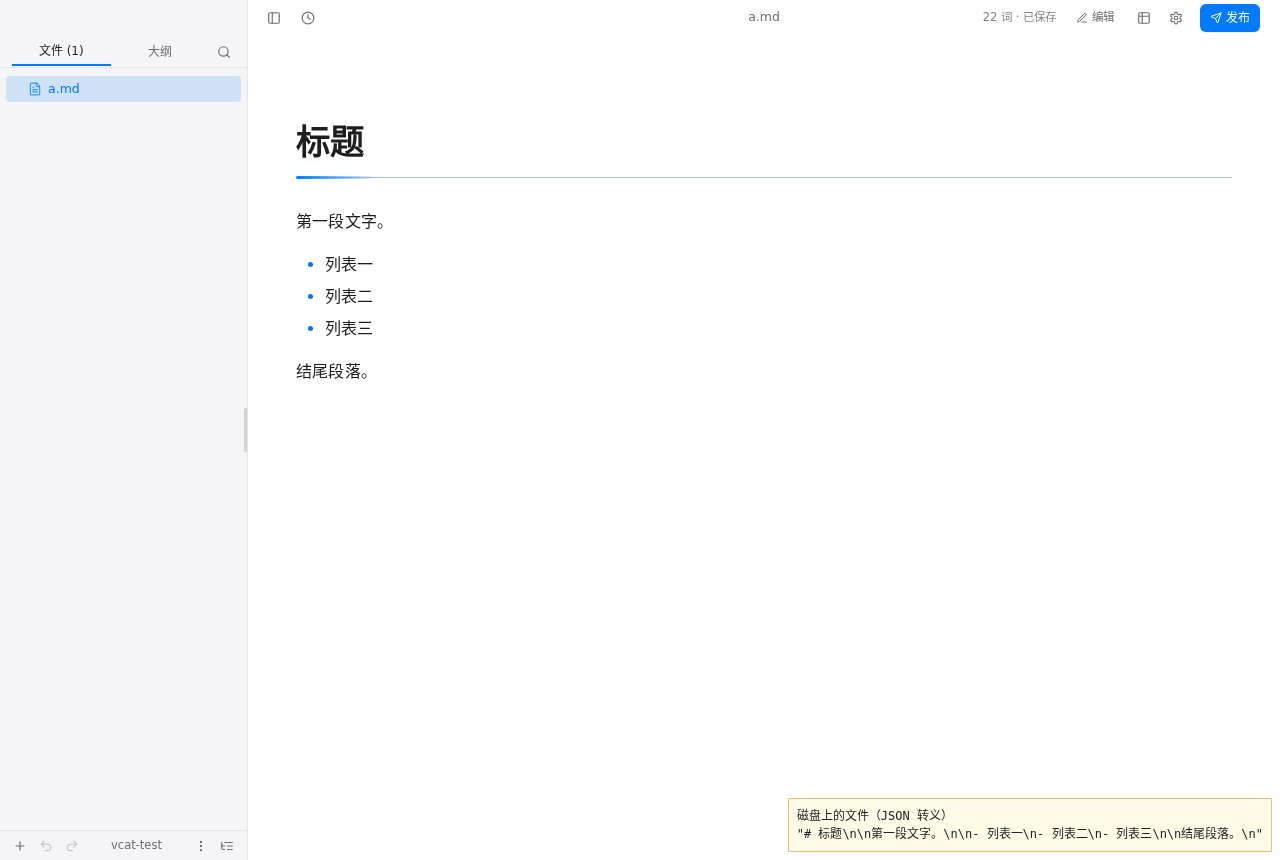 文件 (1)
大纲
a.md
a.md
22 词 · 已保存
编辑
发布
标题
第一段文字。
列表一
列表二
列表三
结尾段落。
磁盘上的文件（JSON 转义）
"# 标题\n\n第一段文字。\n\n- 列表一\n- 列表二\n- 列表三\n\n结尾段落。\n"
vcat-test